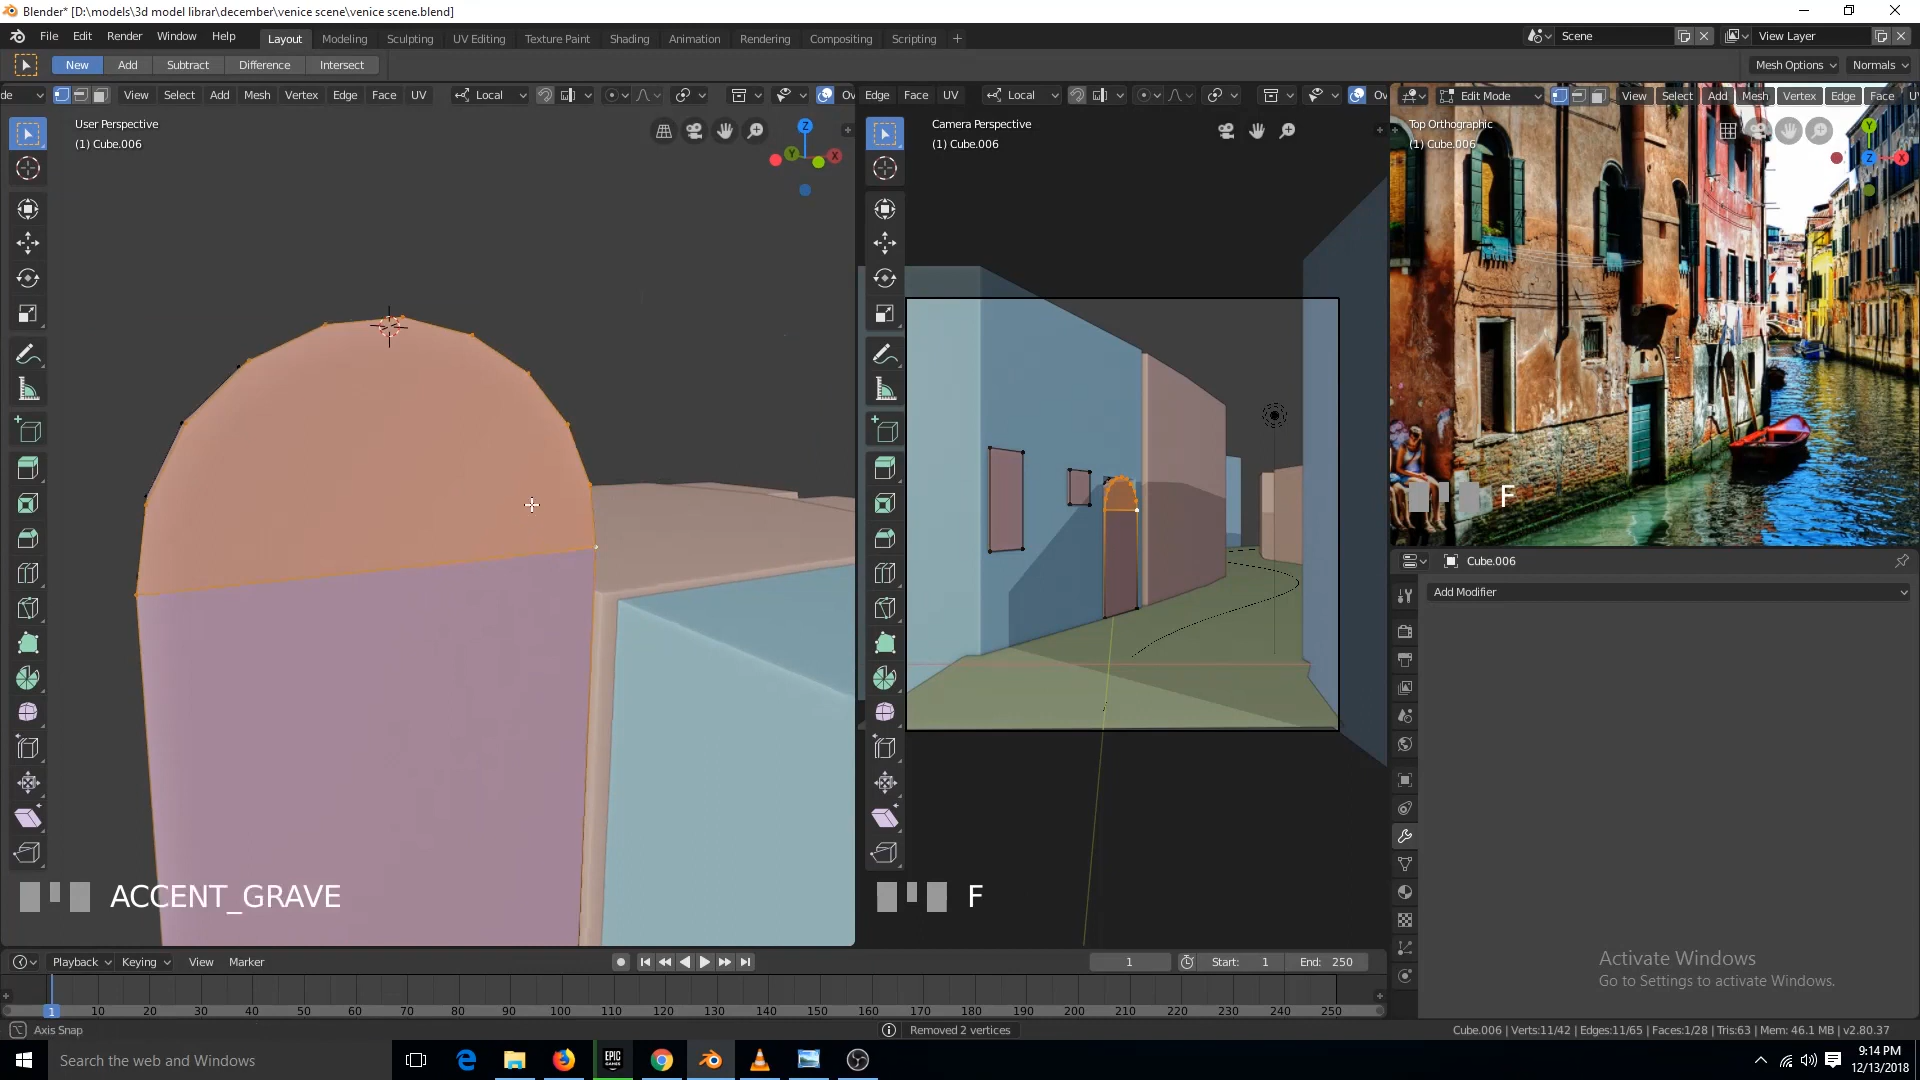 Blender* [D:\models\3d model librar\december\venice scene\venice scene.blend]
File Edit Render Window Help
Layout Modeling Sculpting UV Editing Texture Paint Shading Animation Rendering Compositing Scripting +
Scene
View Layer
New Add Subtract Difference Intersect
Mesh Options
Normals
de View Select Add Mesh Vertex Edge Face UV Local Ov
Edge Face UV Local Ov
Edit Mode View Select Add Mesh Vertex Edge Face U
User Perspective
(1) Cube.006
Camera Perspective
(1) Cube.006
Top Orthographic
(1) Cube.006
Z Y X
Y Z X
F
Cube.006
Add Modifier
ACCENT_GRAVE
F
Activate Windows
Go to Settings to activate Windows.
Playback Keying View Marker
1 Start: 1 End: 250
1 10 20 30 40 50 60 70 80 90 100 110 120 130 140 150 160 170 180 190 200 210 220 230 240 250
Axis Snap
Removed 2 vertices
Cube.006 | Verts:11/42 | Edges:11/65 | Faces:1/28 | Tris:63 | Mem: 46.1 MB | v2.80.37
Search the web and Windows
EPIC GAMES
9:14 PM
12/13/2018